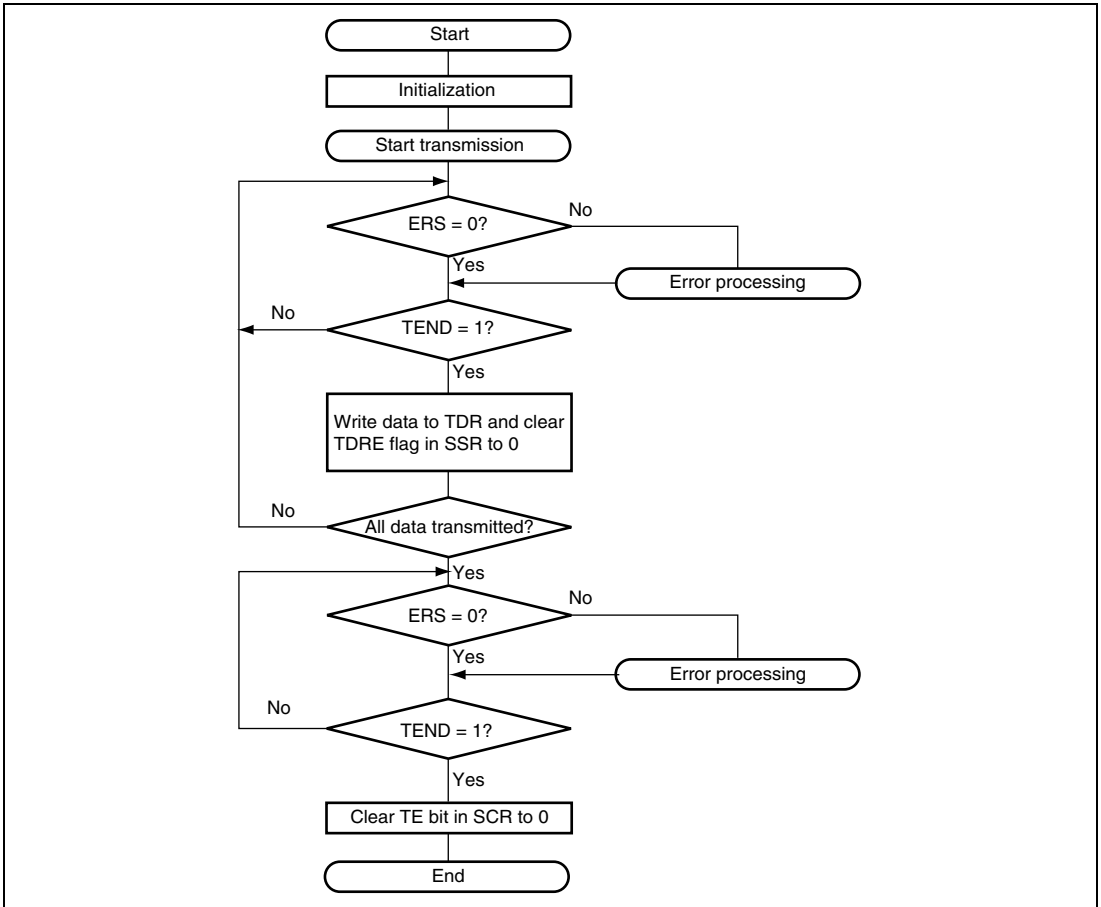 Start
Initialization
Start transmission
ERS = 0?
No
Yes
Error processing
No
TEND = 1?
Yes
Write data to TDR and clear
TDRE flag in SSR to 0
No
All data transmitted?
Yes
ERS = 0?
No
Yes
Error processing
No
TEND = 1?
Yes
Clear TE bit in SCR to 0
End